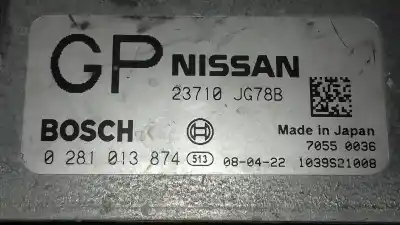 GP NISSAN
23710 JG78B
BOSCH Made in Japan
7055 0036
0 281 013 874 513 08-04-22 1039S21008